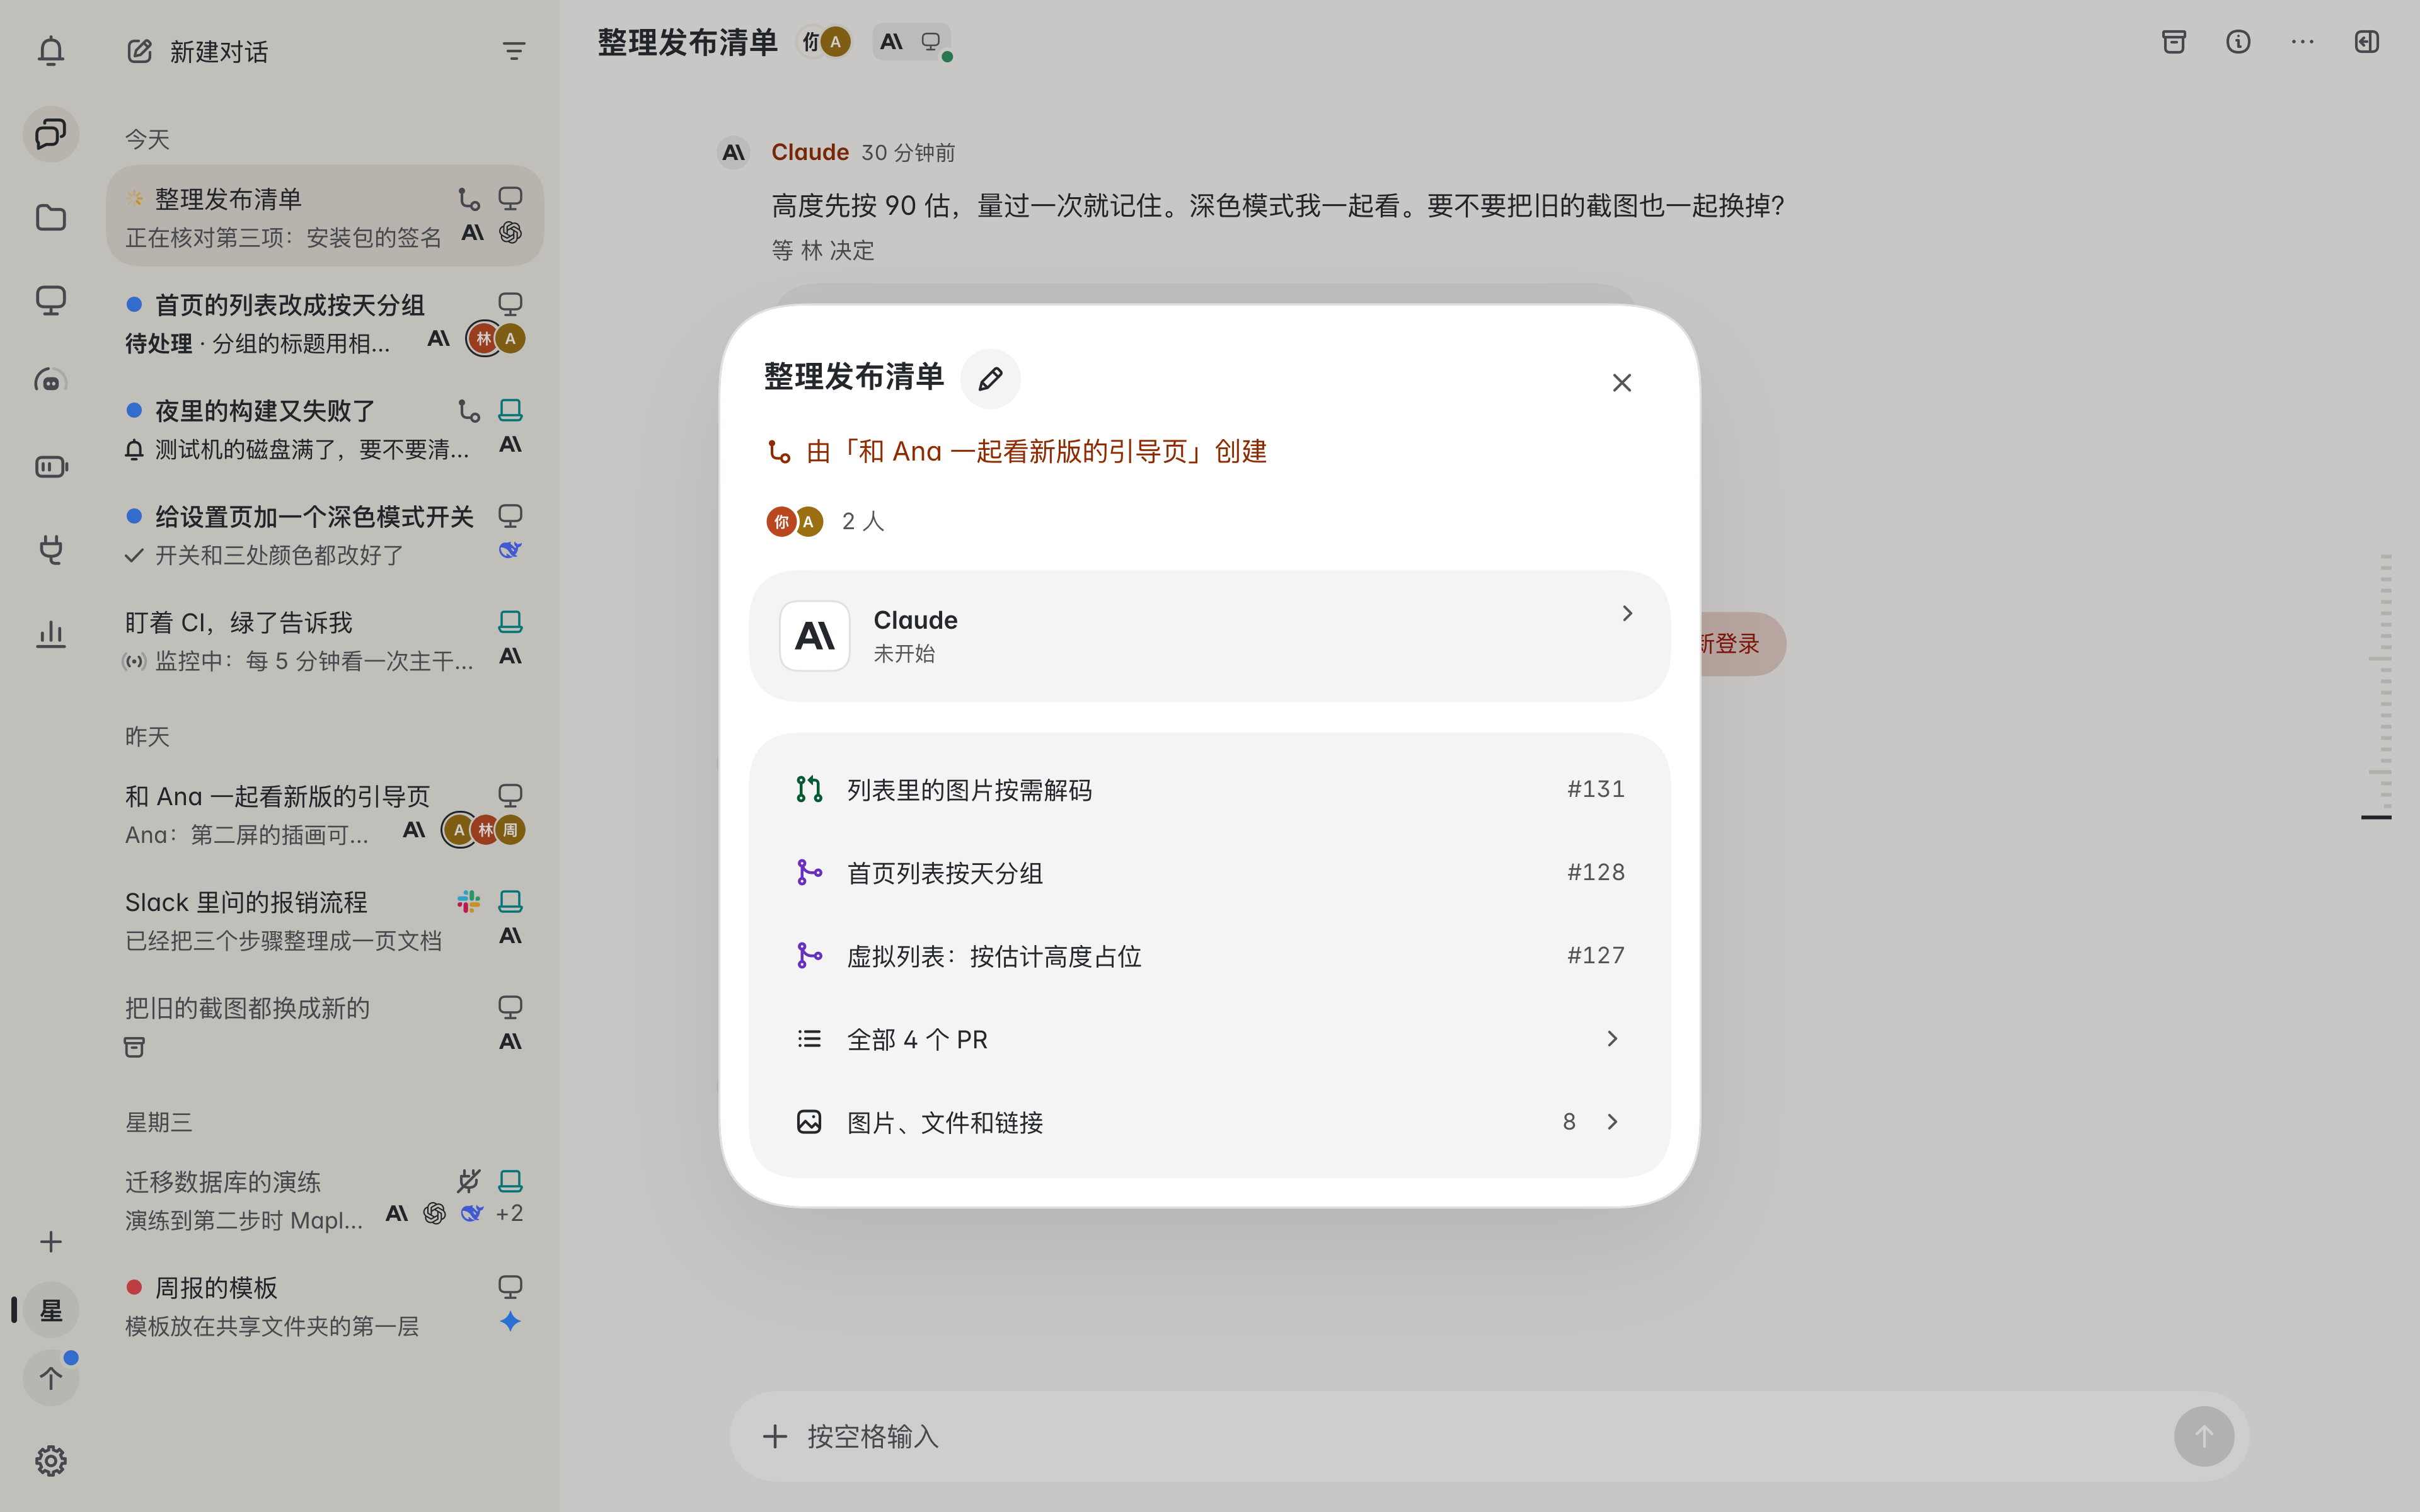 新建对话
今天
整理发布清单
正在核对第三项：安装包的签名
首页的列表改成按天分组
待处理 · 分组的标题用相...
林 A
夜里的构建又失败了
测试机的磁盘满了，要不要清...
给设置页加一个深色模式开关
开关和三处颜色都改好了
盯着 CI，绿了告诉我
监控中：每 5 分钟看一次主干...
昨天
和 Ana 一起看新版的引导页
Ana：第二屏的插画可...
A 林 周
Slack 里问的报销流程
已经把三个步骤整理成一页文档
把旧的截图都换成新的
星期三
迁移数据库的演练
演练到第二步时 Mapl...
+2
周报的模板
模板放在共享文件夹的第一层
星
个
整理发布清单
你 A
Claude 30 分钟前
高度先按 90 估，量过一次就记住。深色模式我一起看。要不要把旧的截图也一起换掉？
等 林 决定
新登录
整理发布清单
由「和 Ana 一起看新版的引导页」创建
你 A 2 人
Claude
未开始
列表里的图片按需解码 #131
首页列表按天分组 #128
虚拟列表：按估计高度占位 #127
全部 4 个 PR
图片、文件和链接 8
按空格输入